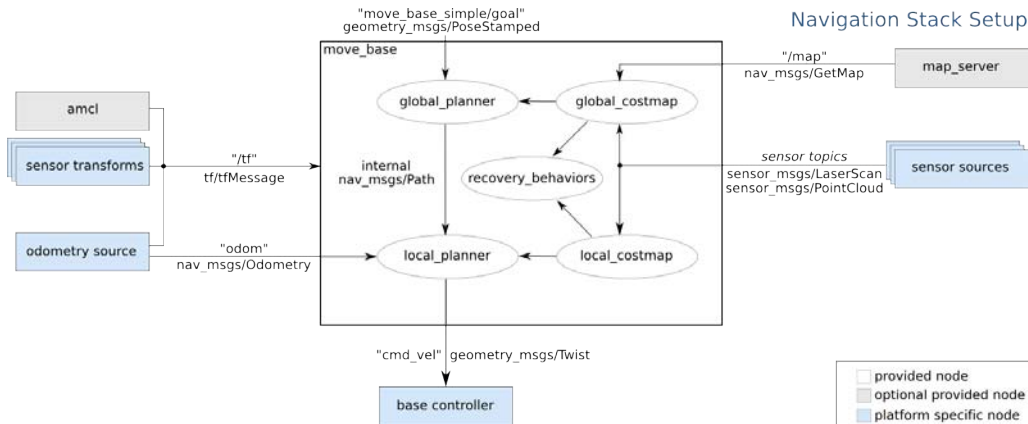 Navigation Stack Setup
"move_base_simple/goal"
geometry_msgs/PoseStamped
move_base
"/map"
nav_msgs/GetMap
map_server
global_planner
global_costmap
amcl
sensor transforms
"/tf"
tf/tfMessage
internal
nav_msgs/Path
recovery_behaviors
sensor topics
sensor_msgs/LaserScan
sensor_msgs/PointCloud
sensor sources
odometry source
"odom"
nav_msgs/Odometry
local_planner
local_costmap
"cmd_vel" geometry_msgs/Twist
base controller
provided node
optional provided node
platform specific node